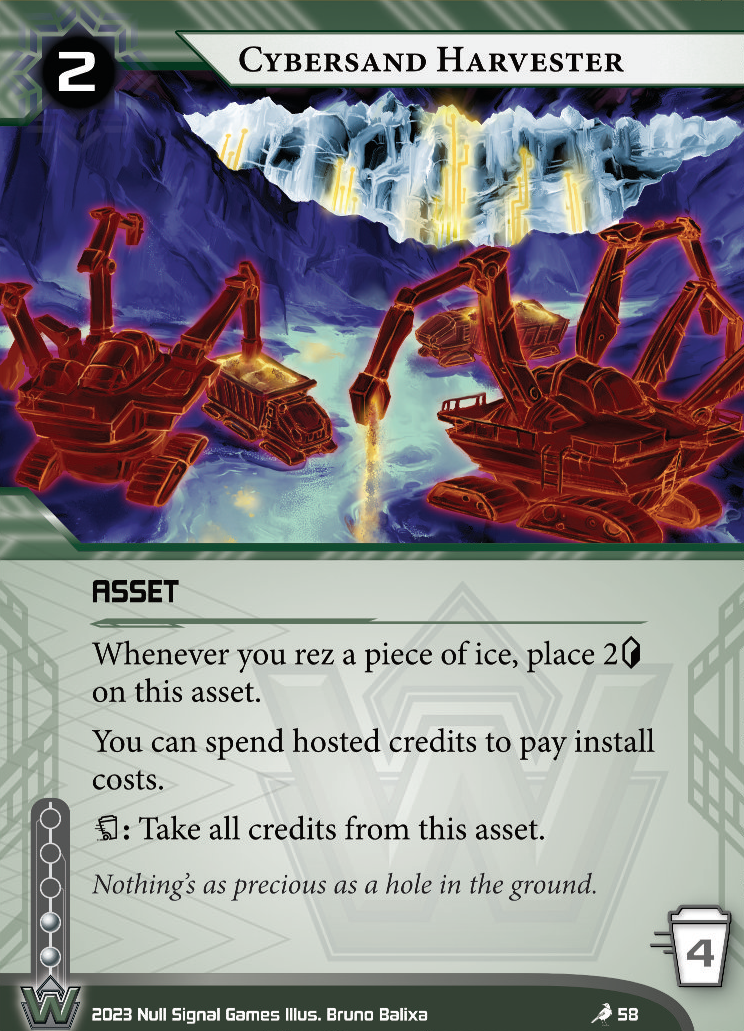 2
Cybersand Harvester
ASSET
Whenever you rez a piece of ice, place 2
on this asset.
You can spend hosted credits to pay install
costs.
: Take all credits from this asset.
Nothing's as precious as a hole in the ground.
4
W
2023 Null Signal Games Illus. Bruno Balixa
58